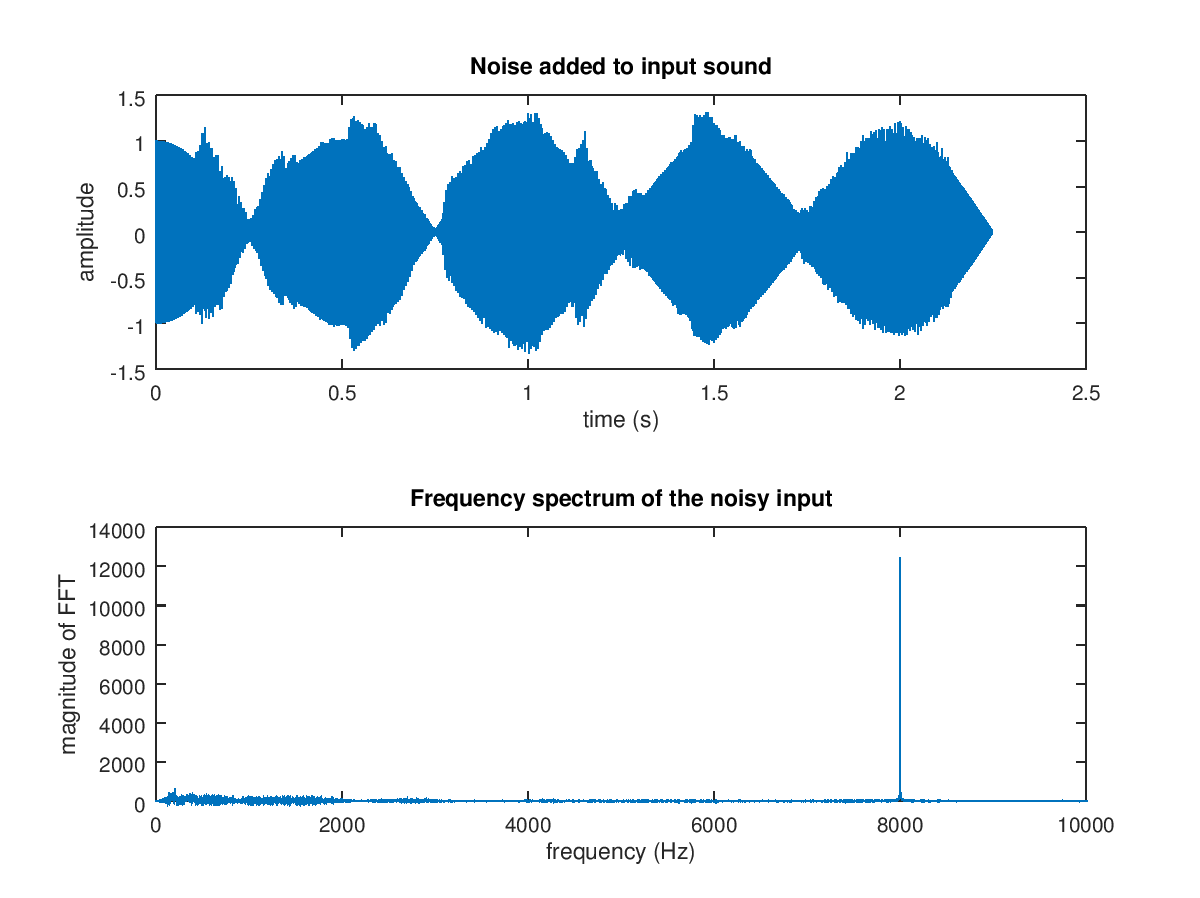 Noise added to input sound
1.5
1
0.5
0
-0.5
-1
-1.5
amplitude
0 0.5 1 1.5 2 2.5
time (s)
Frequency spectrum of the noisy input
14000
12000
10000
8000
6000
4000
2000
0
magnitude of FFT
0 2000 4000 6000 8000 10000
frequency (Hz)